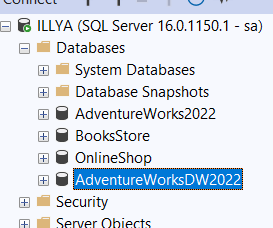 Connect
ILLYA (SQL Server 16.0.1150.1 - sa)
Databases
System Databases
Database Snapshots
AdventureWorks2022
BooksStore
OnlineShop
AdventureWorksDW2022
Security
Server Objects